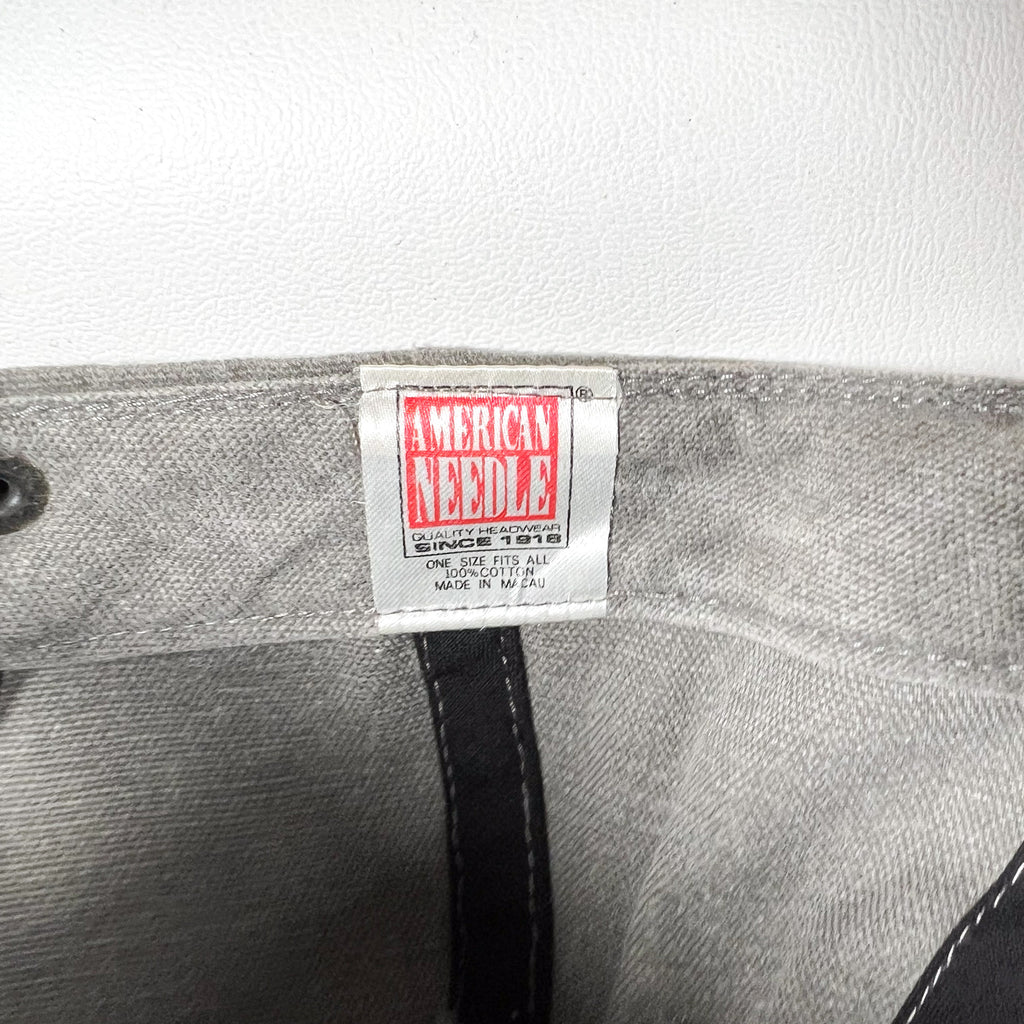 ®
AMERICAN
NEEDLE
QUALITY HEADWEAR
SINCE 1918
ONE SIZE FITS ALL
100% COTTON
MADE IN MACAU